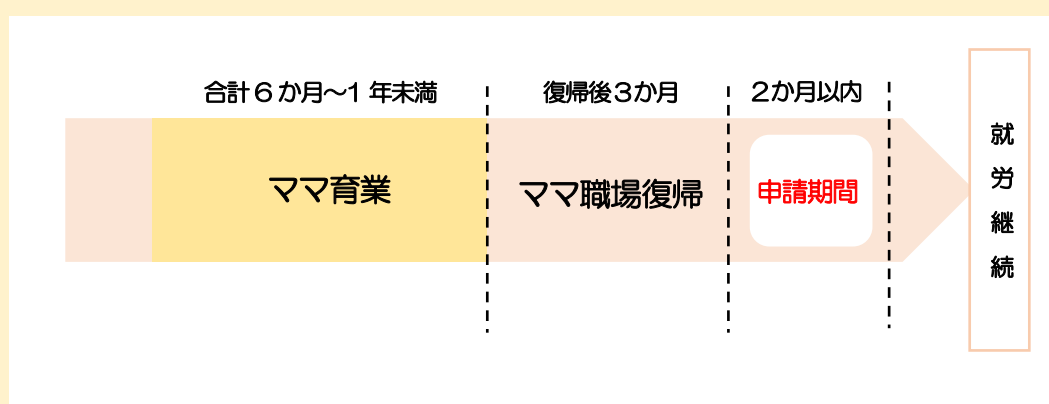 合計6か月～1年未満
復帰後3か月
2か月以内
ママ育業
ママ職場復帰
申請期間
就労継続